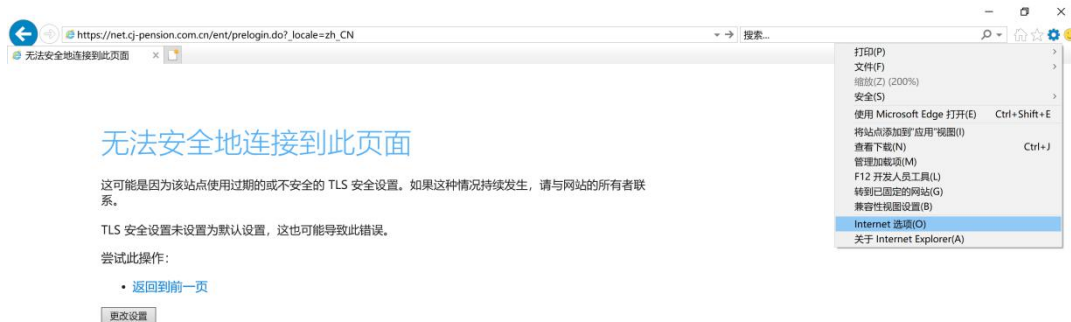 https://net.cj-pension.com.cn/ent/prelogin.do?_locale=zh_CN
搜索...
无法安全地连接到此页面
打印(P)
文件(F)
缩放(Z) (200%)
安全(S)
使用 Microsoft Edge 打开(E) Ctrl+Shift+E
将站点添加到“应用”视图(I)
查看下载(N) Ctrl+J
管理加载项(M)
F12 开发人员工具(L)
转到已固定的网站(G)
兼容性视图设置(B)
Internet 选项(O)
关于 Internet Explorer(A)
无法安全地连接到此页面
这可能是因为该站点使用过期的或不安全的 TLS 安全设置。如果这种情况持续发生，请与网站的所有者联
系。
TLS 安全设置未设置为默认设置，这也可能导致此错误。
尝试此操作：
• 返回到前一页
更改设置